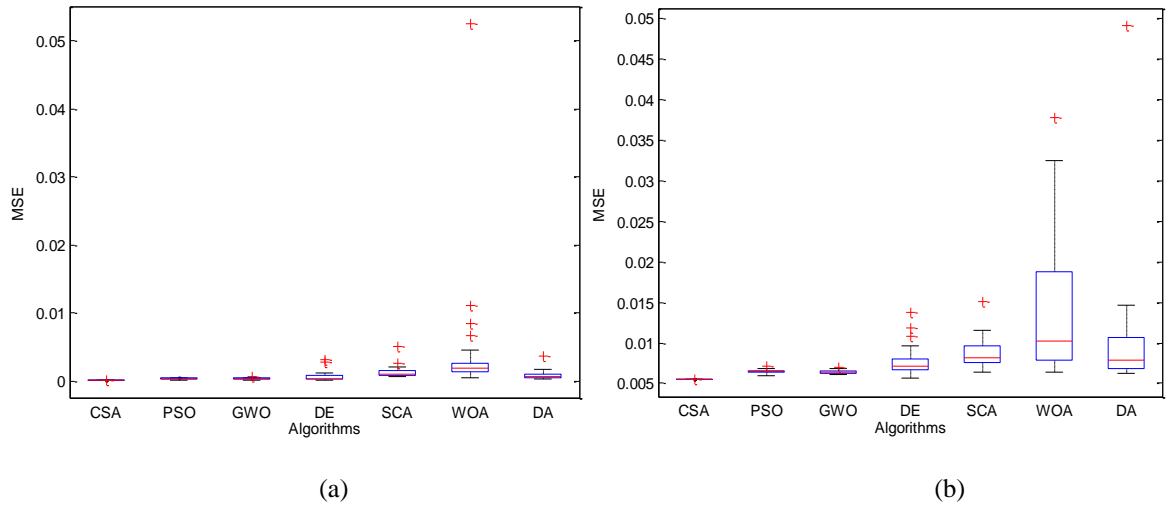 0.05
0.04
0.03
0.02
0.01
0
MSE
CSA PSO GWO DE SCA WOA DA
Algorithms
(a)
0.05
0.045
0.04
0.035
0.03
0.025
0.02
0.015
0.01
0.005
MSE
CSA PSO GWO DE SCA WOA DA
Algorithms
(b)